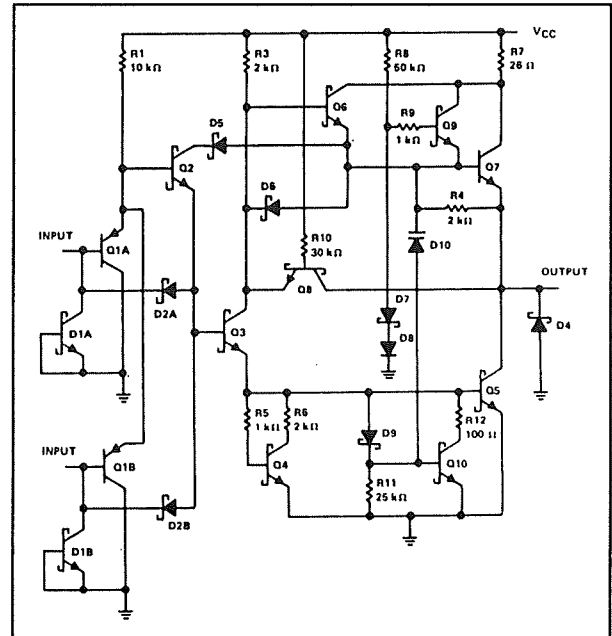 VCC
R1
10 kΩ
R3
2 kΩ
R8
50 kΩ
R7
26 Ω
Q6
D5
R9
1 kΩ
Q9
Q2
Q7
D6
R4
2 kΩ
INPUT
Q1A
R10
30 kΩ
D10
D2A
Q8
OUTPUT
D1A
Q3
D7
D4
D8
INPUT
Q1B
R5
1 kΩ
R6
2 kΩ
D9
R12
100 Ω
Q5
Q4
R11
25 kΩ
Q10
D2B
D1B